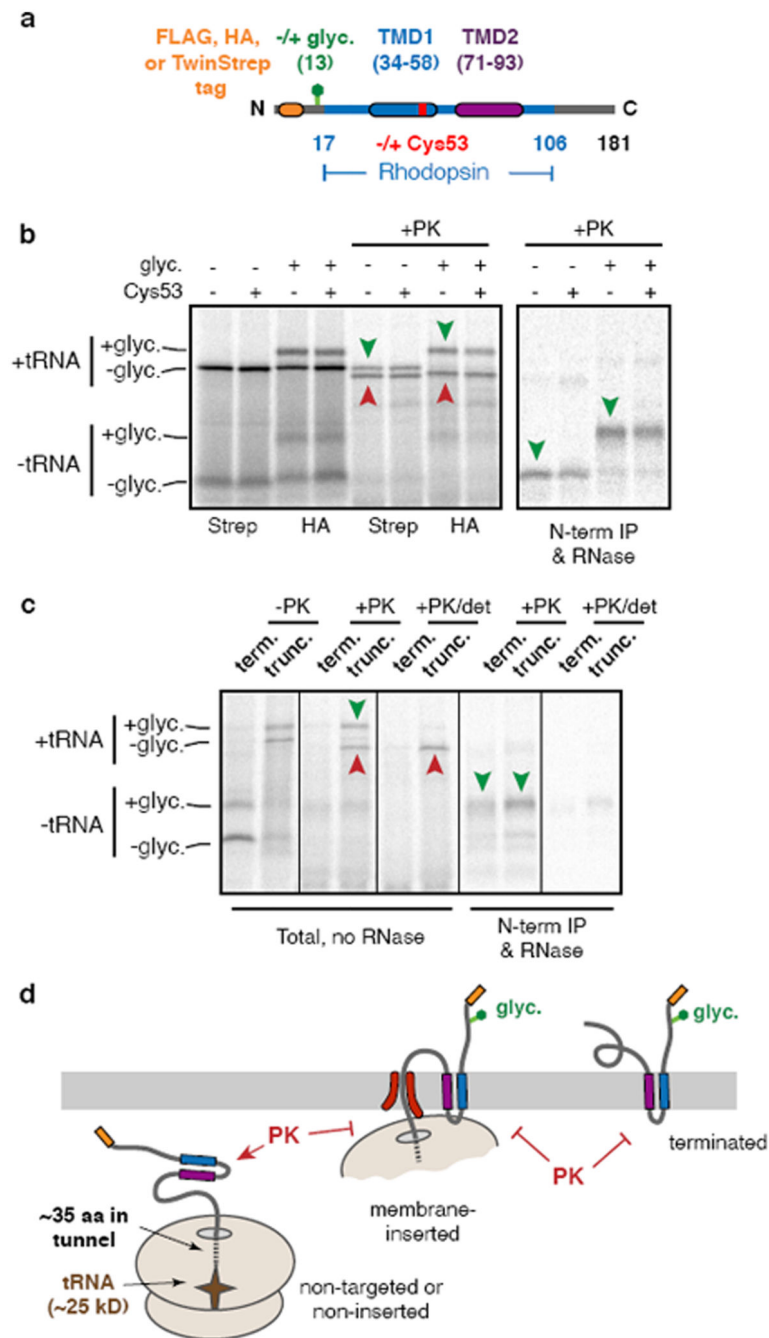 a
FLAG, HA,
or TwinStrep
tag
-/+ glyc.
(13)
TMD1
(34-58)
TMD2
(71-93)
N
C
17
-/+ Cys53
106
181
Rhodopsin
b
+PK
+PK
glyc.
- - + + - - + +
- - + +
Cys53
- + - + - + - +
- + - +
+tRNA
+glyc.
-glyc.
-tRNA
+glyc.
-glyc.
Strep
HA
Strep
HA
N-term IP
& RNase
c
-PK
+PK
+PK/det
+PK
+PK/det
term.
trunc.
term.
trunc.
term.
trunc.
term.
trunc.
term.
trunc.
+tRNA
+glyc.
-glyc.
-tRNA
+glyc.
-glyc.
Total, no RNase
N-term IP
& RNase
d
glyc.
glyc.
PK
PK
terminated
membrane-
inserted
~35 aa in
tunnel
tRNA
(~25 kD)
non-targeted or
non-inserted